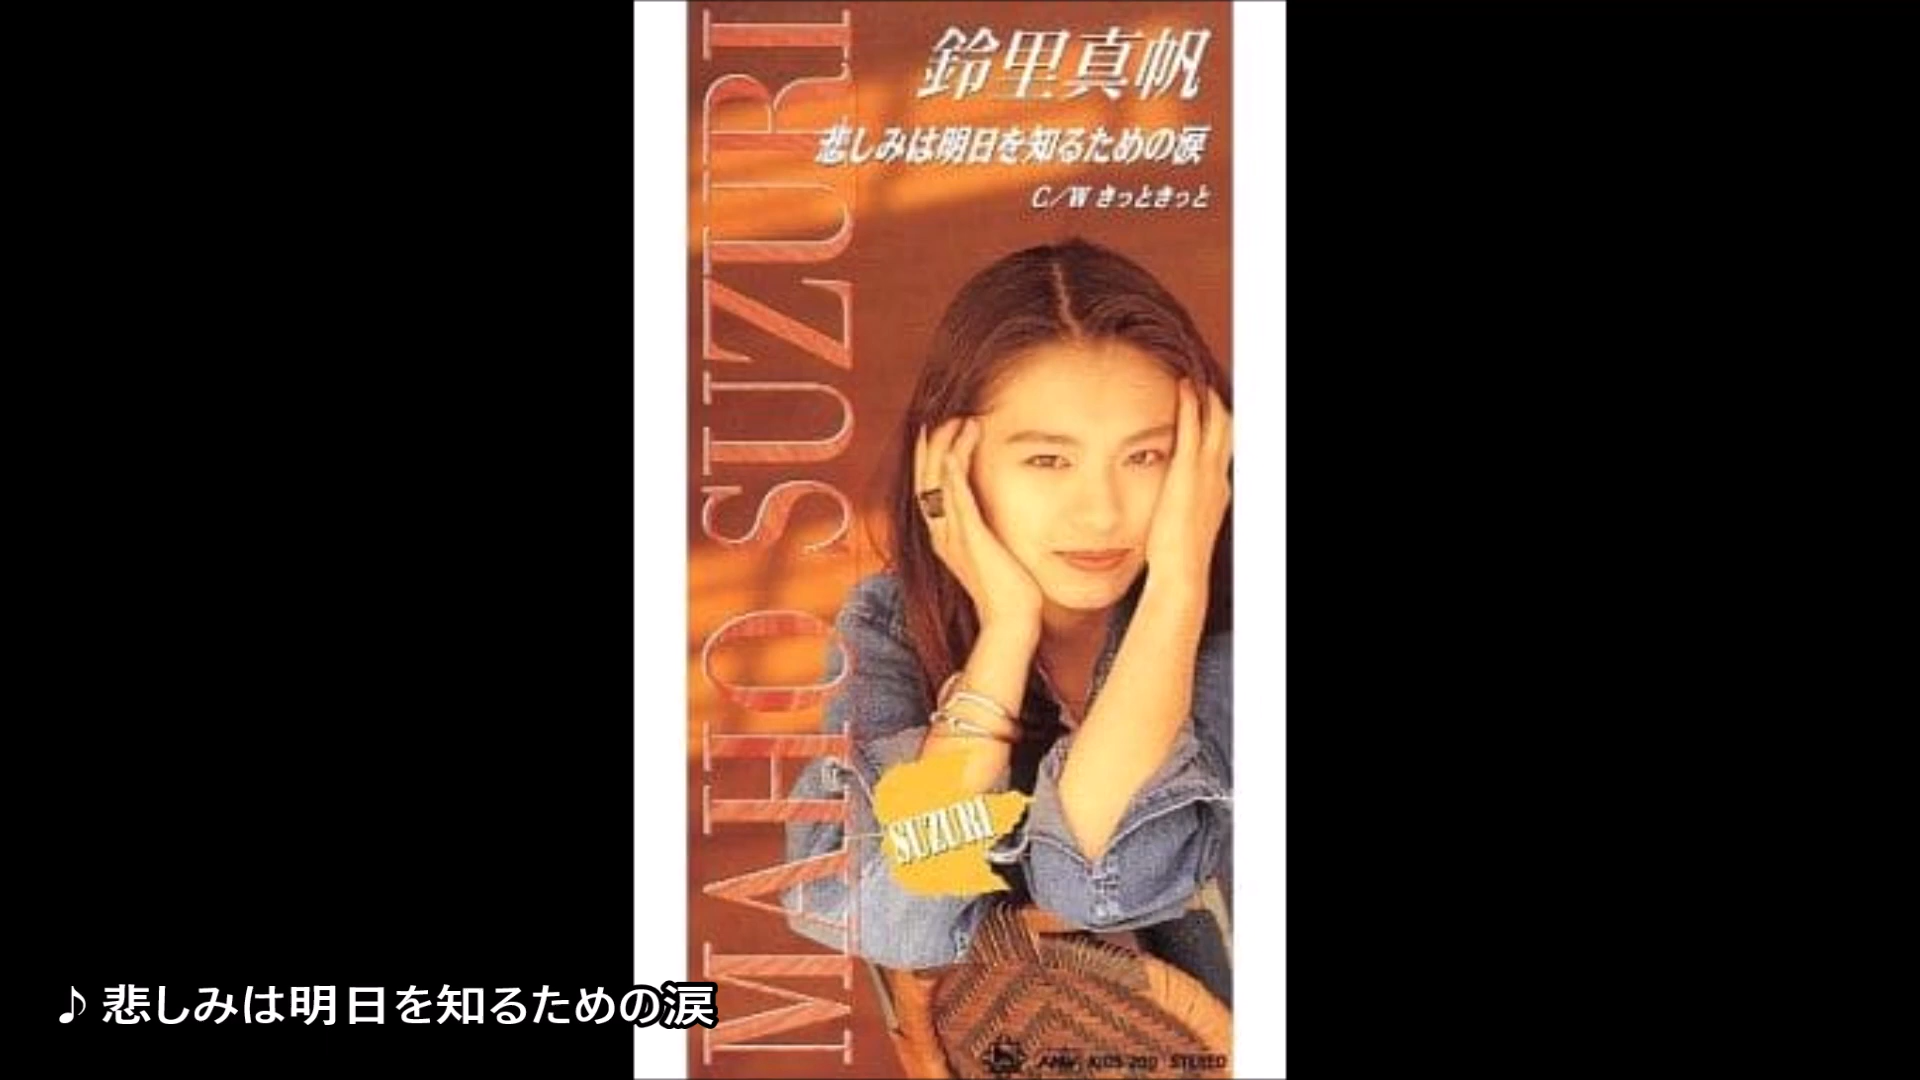 鈴里真帆
悲しみは明日を知るための涙
C/W きっときっと
MAHO SUZURI
SUZURI
STEREO
♪悲しみは明日を知るための涙